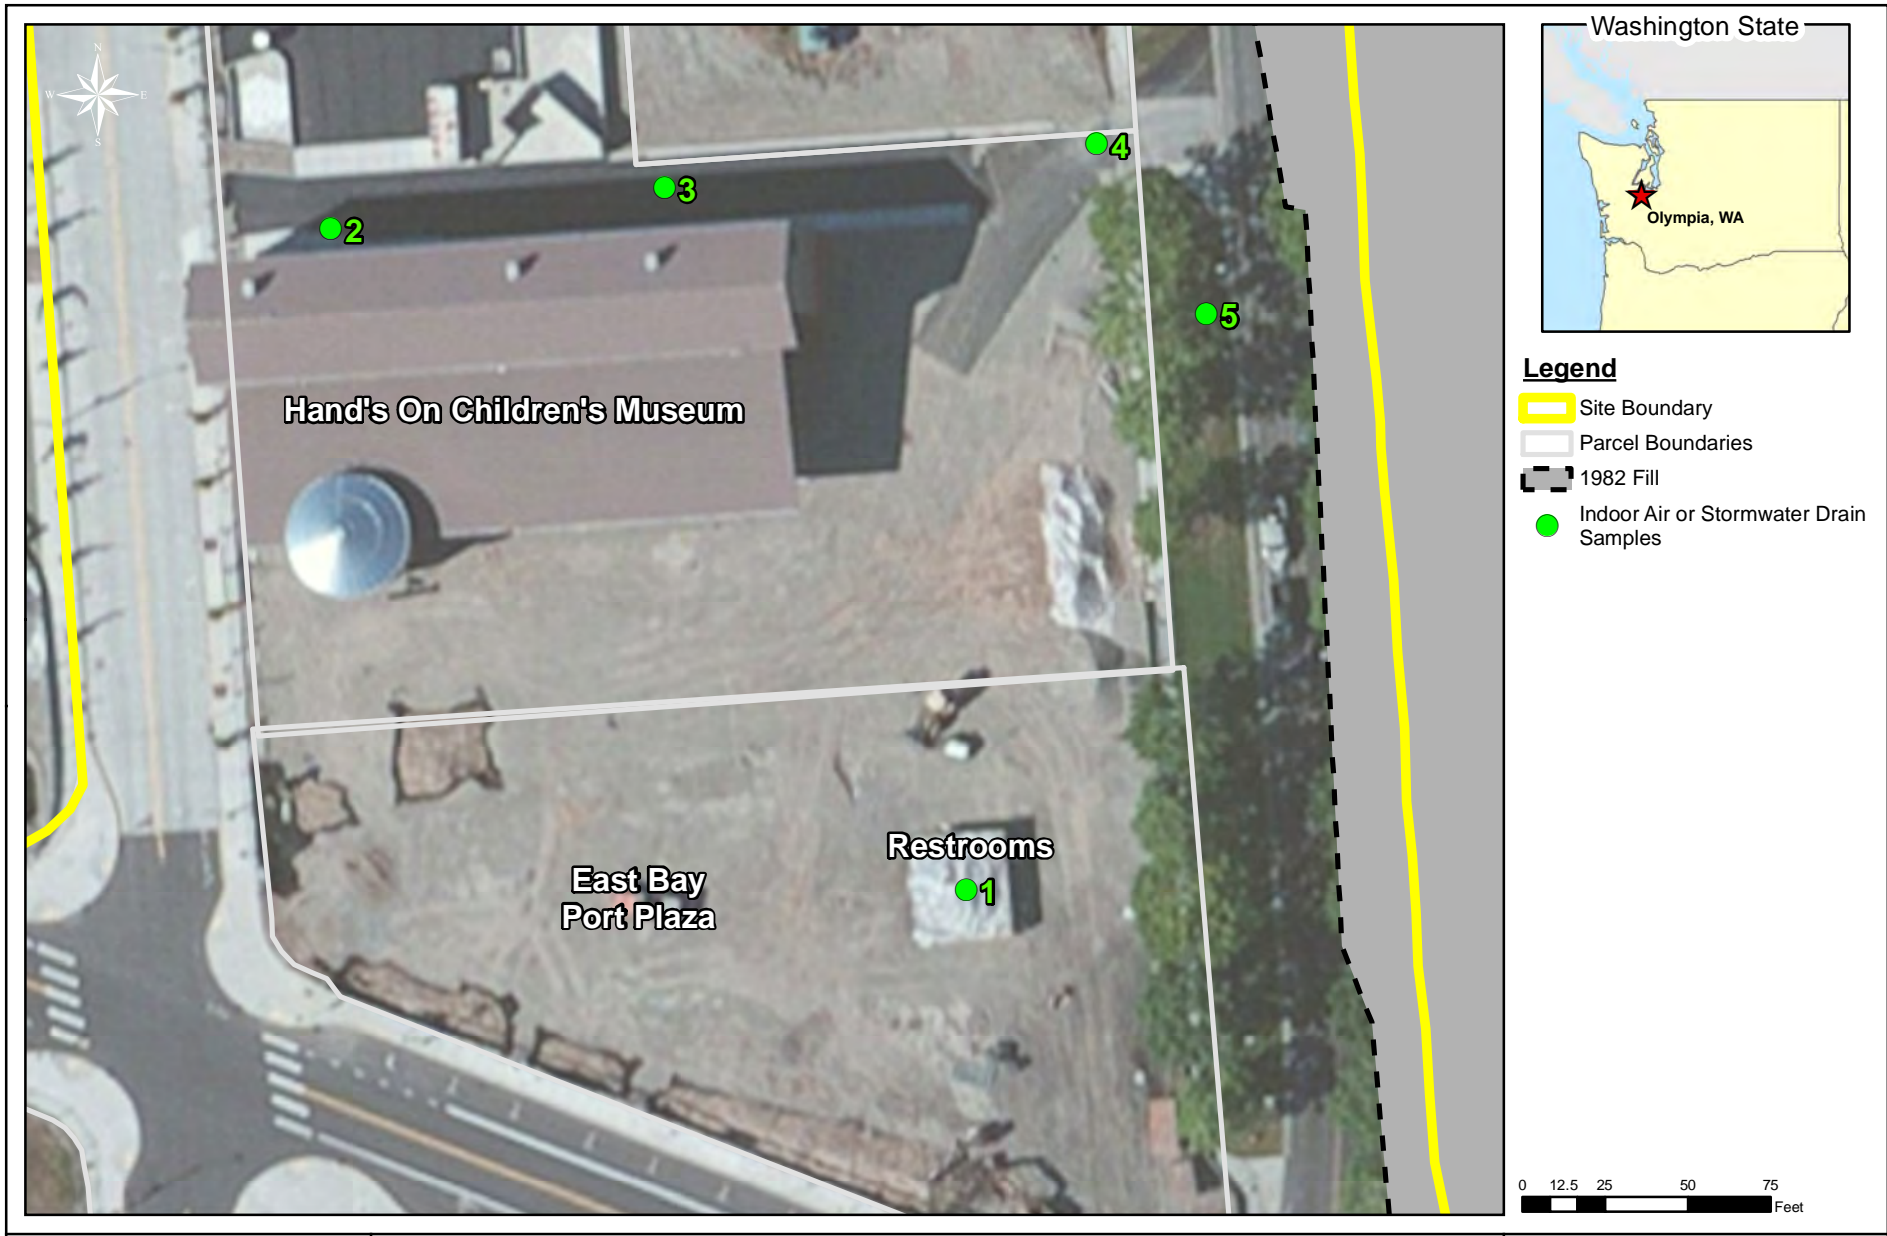 N
W E
S
2
3
4
5
Hand's On Children's Museum
Restrooms
1
East Bay
Port Plaza
Washington State
Olympia, WA
Legend
Site Boundary
Parcel Boundaries
1982 Fill
Indoor Air or Stormwater Drain
Samples
0 12.5 25 50 75
Feet